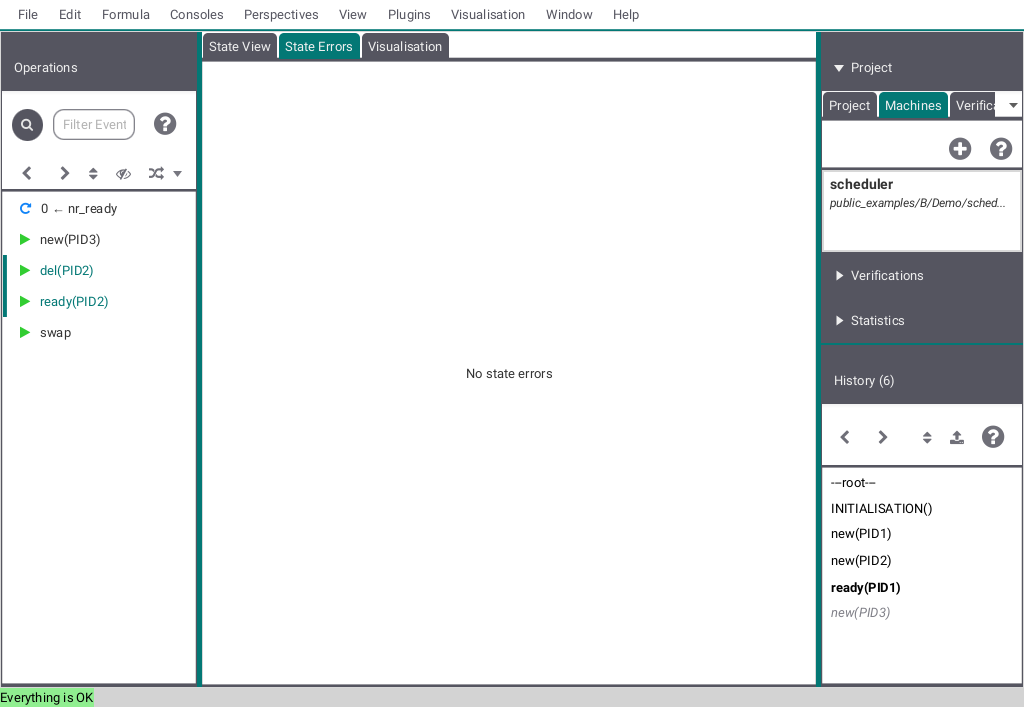 File Edit Formula Consoles Perspectives View Plugins Visualisation Window Help
Operations
Filter Event
0 ← nr_ready
new(PID3)
del(PID2)
ready(PID2)
swap
State View State Errors Visualisation
No state errors
Project
Project Machines Verifica
scheduler
public_examples/B/Demo/sched...
Verifications
Statistics
History (6)
---root---
INITIALISATION()
new(PID1)
new(PID2)
ready(PID1)
new(PID3)
Everything is OK